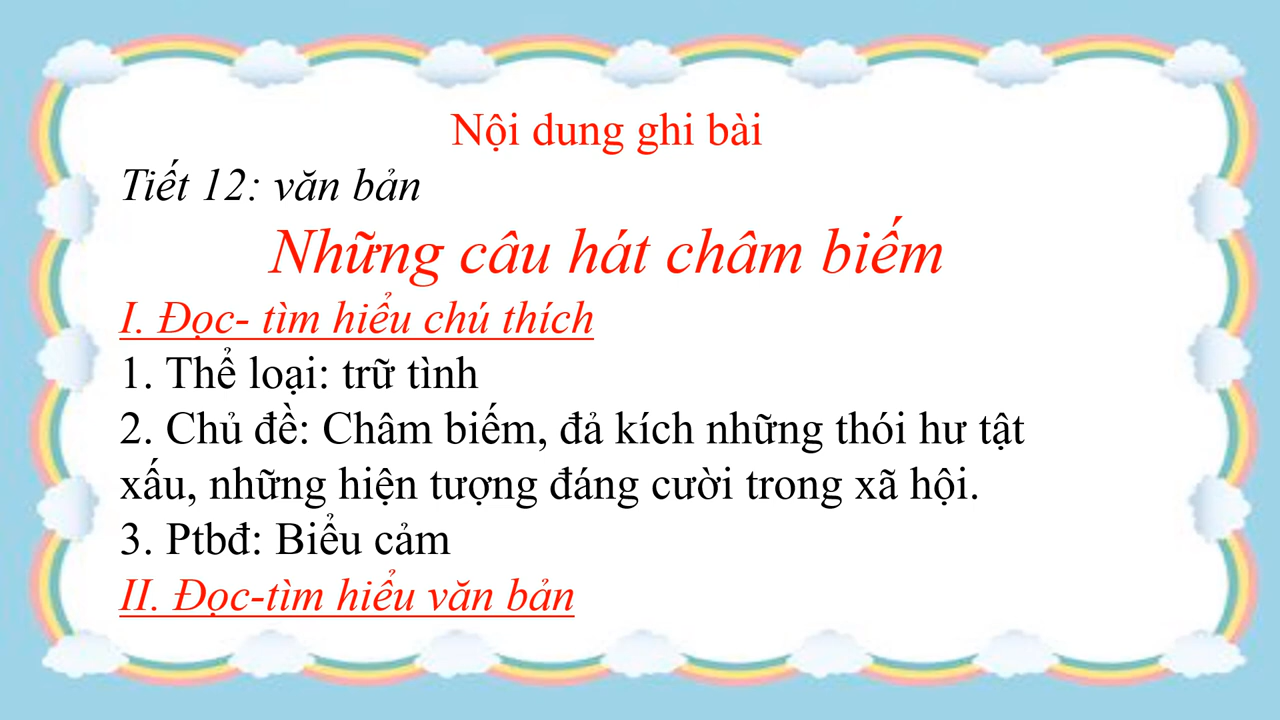 Nội dung ghi bài
Tiết 12: văn bản
Những câu hát châm biếm
I. Đọc- tìm hiểu chú thích
1. Thể loại: trữ tình
2. Chủ đề: Châm biếm, đả kích những thói hư tật
xấu, những hiện tượng đáng cười trong xã hội.
3. Ptbđ: Biểu cảm
II. Đọc-tìm hiểu văn bản